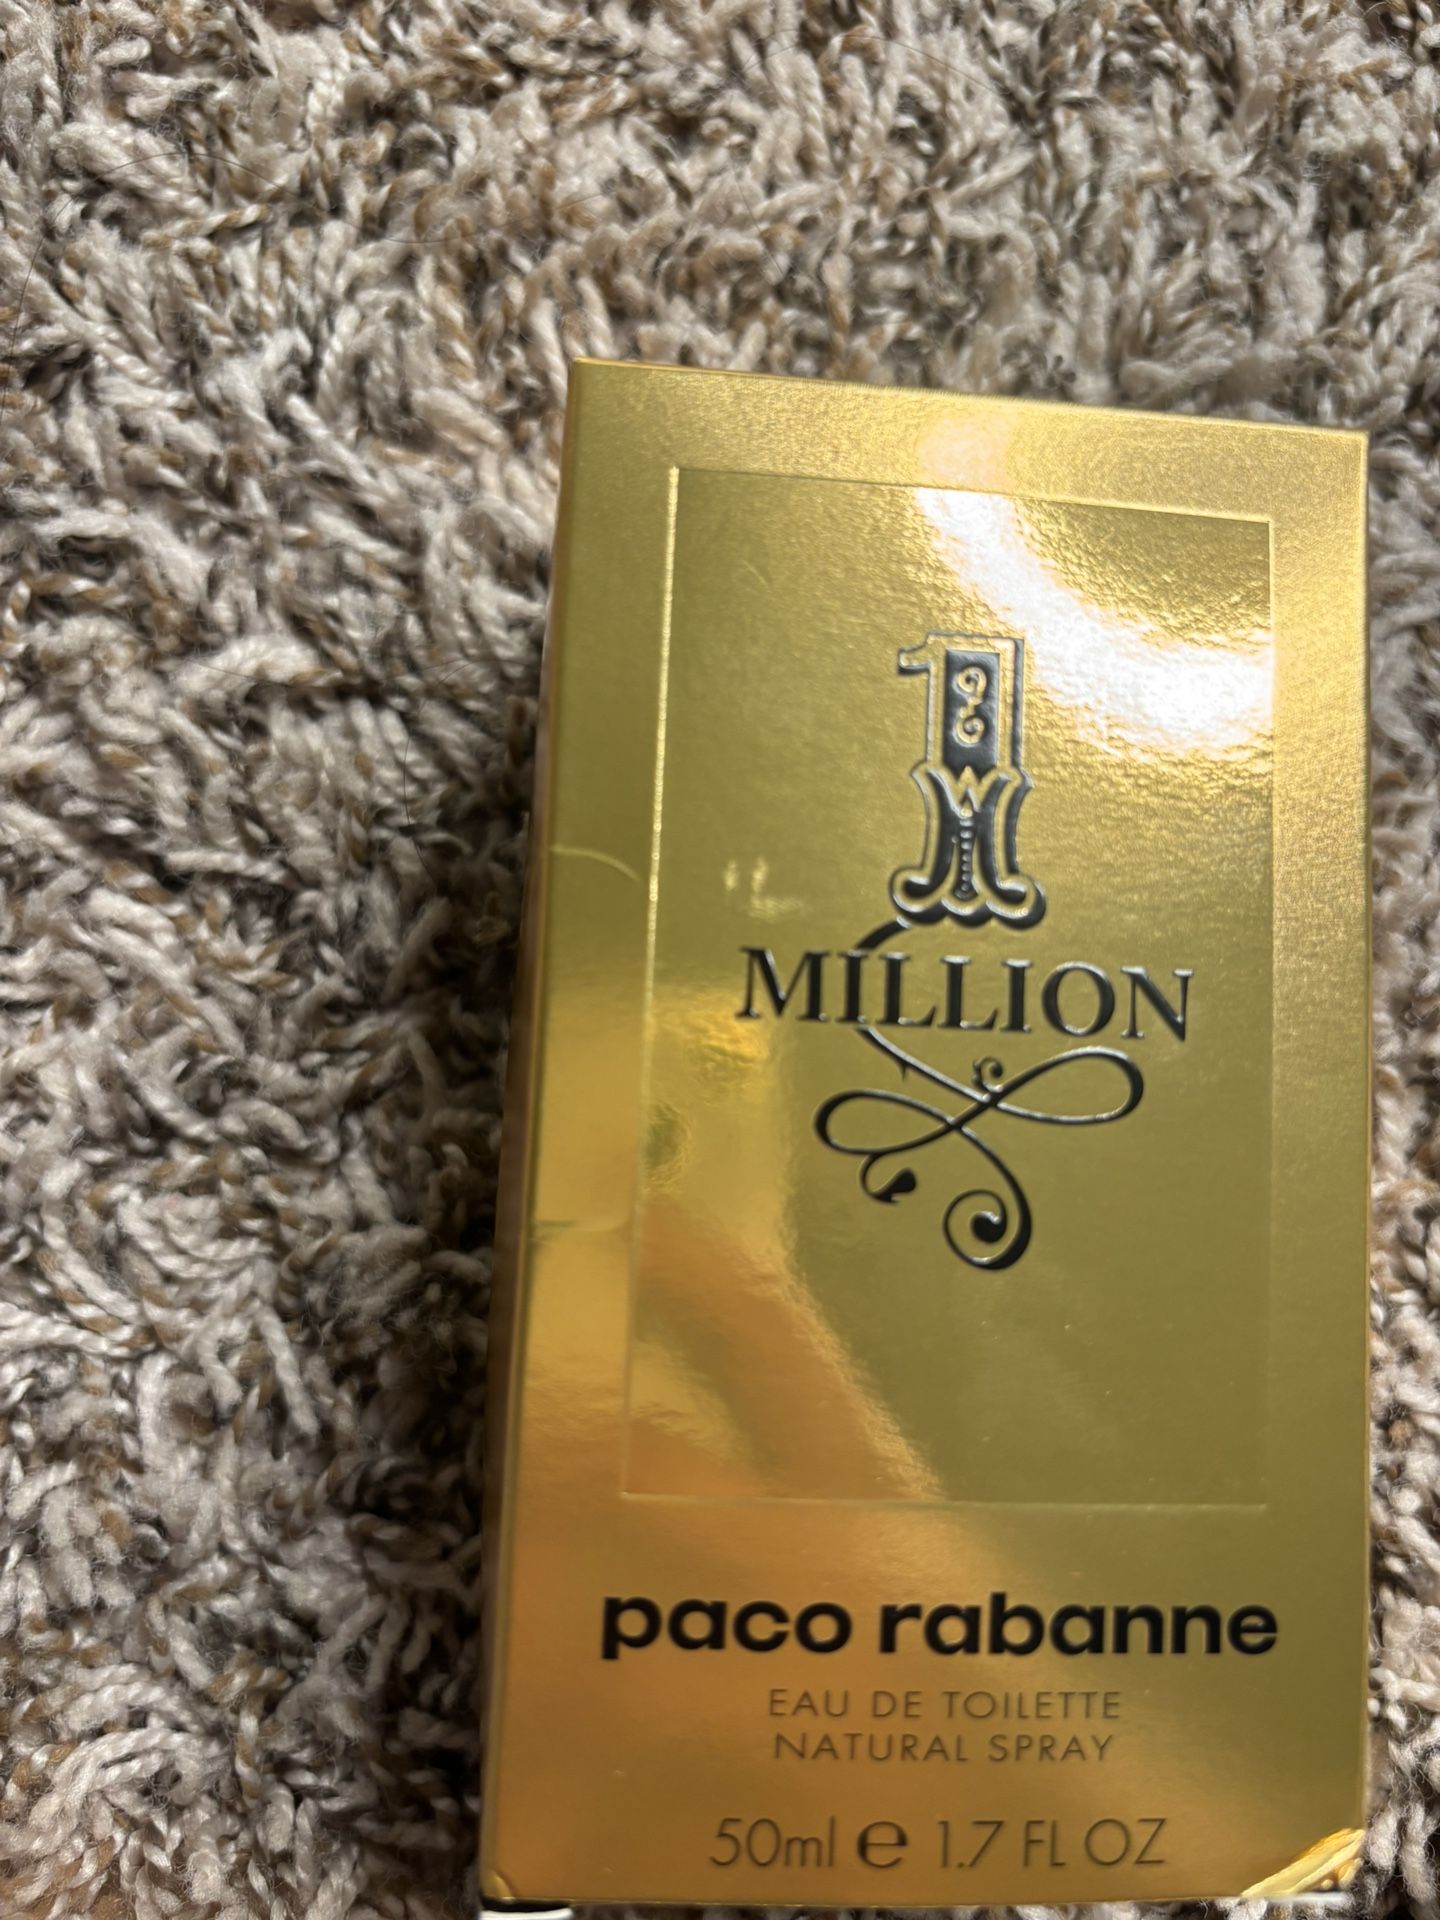 1
MILLION
paco rabanne
EAU DE TOILETTE
NATURAL SPRAY
50ml e 1.7 FL OZ